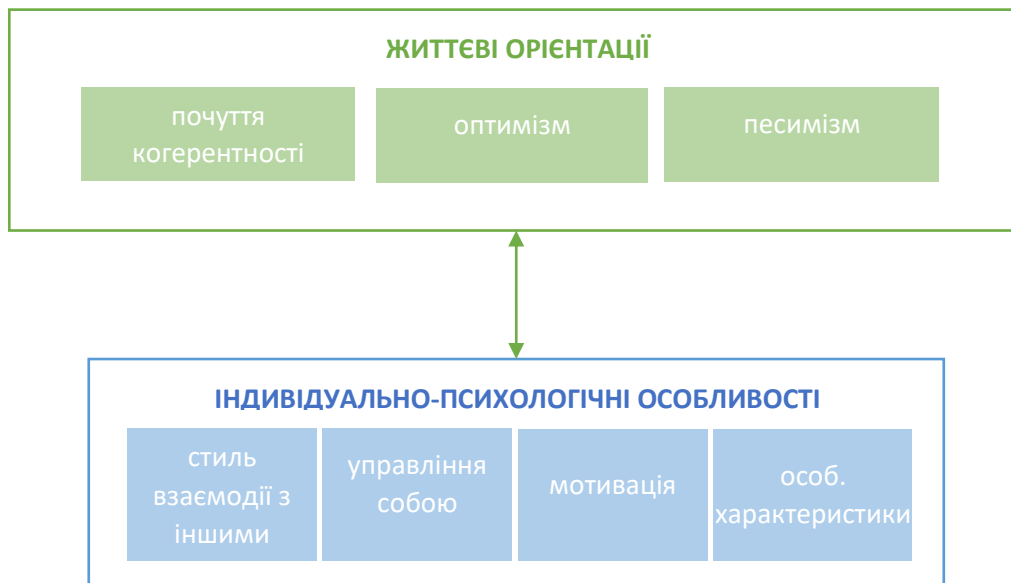 ЖИТТЄВІ ОРІЄНТАЦІЇ
почуття
когерентності
оптимізм
песимізм
ІНДИВІДУАЛЬНО-ПСИХОЛОГІЧНІ ОСОБЛИВОСТІ
стиль
взаємодії з
іншими
управління
собою
мотивація
особ.
характеристики